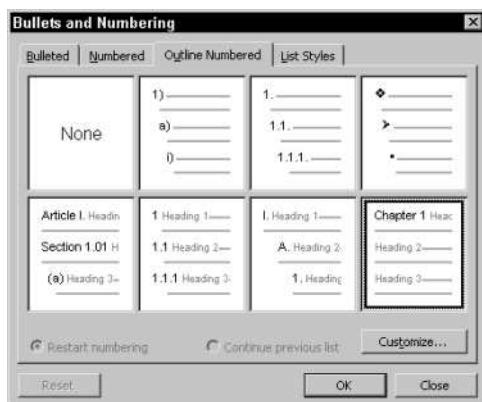 Bullets and Numbering
Bulleted Numbered Outline Numbered List Styles
None
1)
a)
i)
1.
1.1.
1.1.1.
Article I. Headin
Section 1.01 H
(a) Heading 3
1 Heading 1
1.1 Heading 2
1.1.1 Heading 3
I. Heading 1
A. Heading 2
1. Heading
Chapter 1 Head
Heading 2
Heading 3
Restart numbering Continue previous list Customize...
Reset OK Close